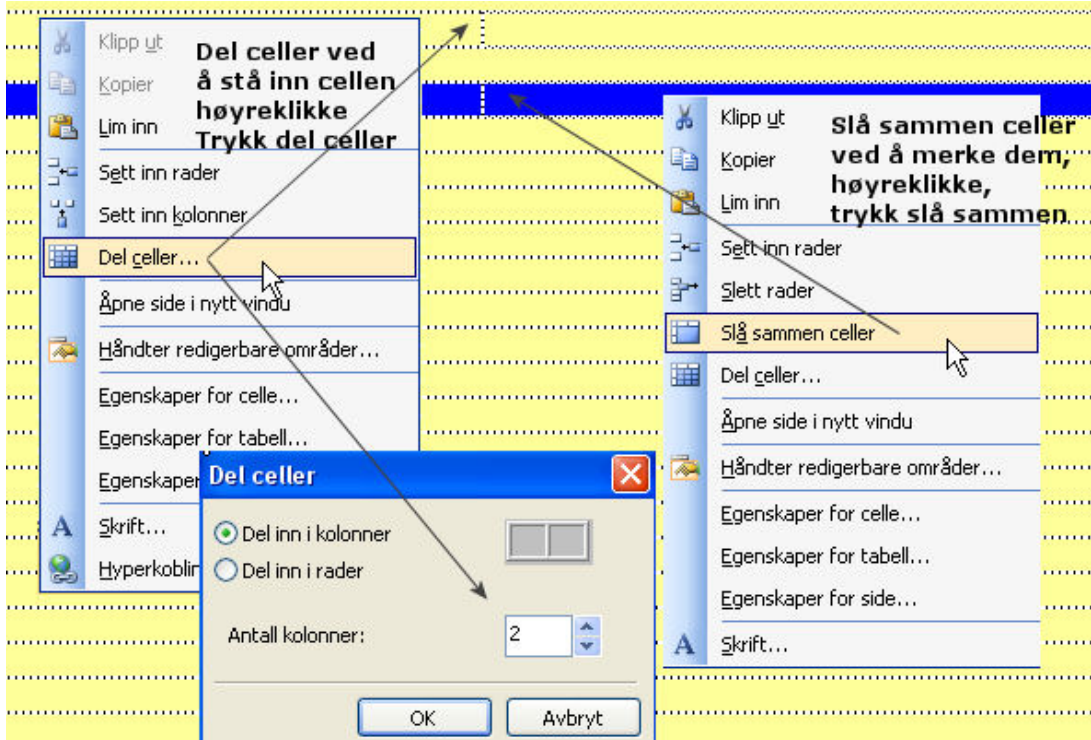 Klipp ut
Kopier
Lim inn
Sett inn rader
Sett inn kolonner
Del celler...
Åpne side i nytt vindu
Håndter redigerbare områder...
Egenskaper for celle...
Egenskaper for tabell...
Egenskaper
Skrift...
Hyperkoblin
Del celler ved
å stå inn cellen
høyreklikke
Trykk del celler
Del celler
Del inn i kolonner
Del inn i rader
Antall kolonner:
2
OK
Avbryt
Klipp ut
Kopier
Lim inn
Sett inn rader
Slett rader
Slå sammen celler
Del celler...
Åpne side i nytt vindu
Håndter redigerbare områder...
Egenskaper for celle...
Egenskaper for tabell...
Egenskaper for side...
Skrift...
Slå sammen celler
ved å merke dem,
høyreklikke,
trykk slå sammen